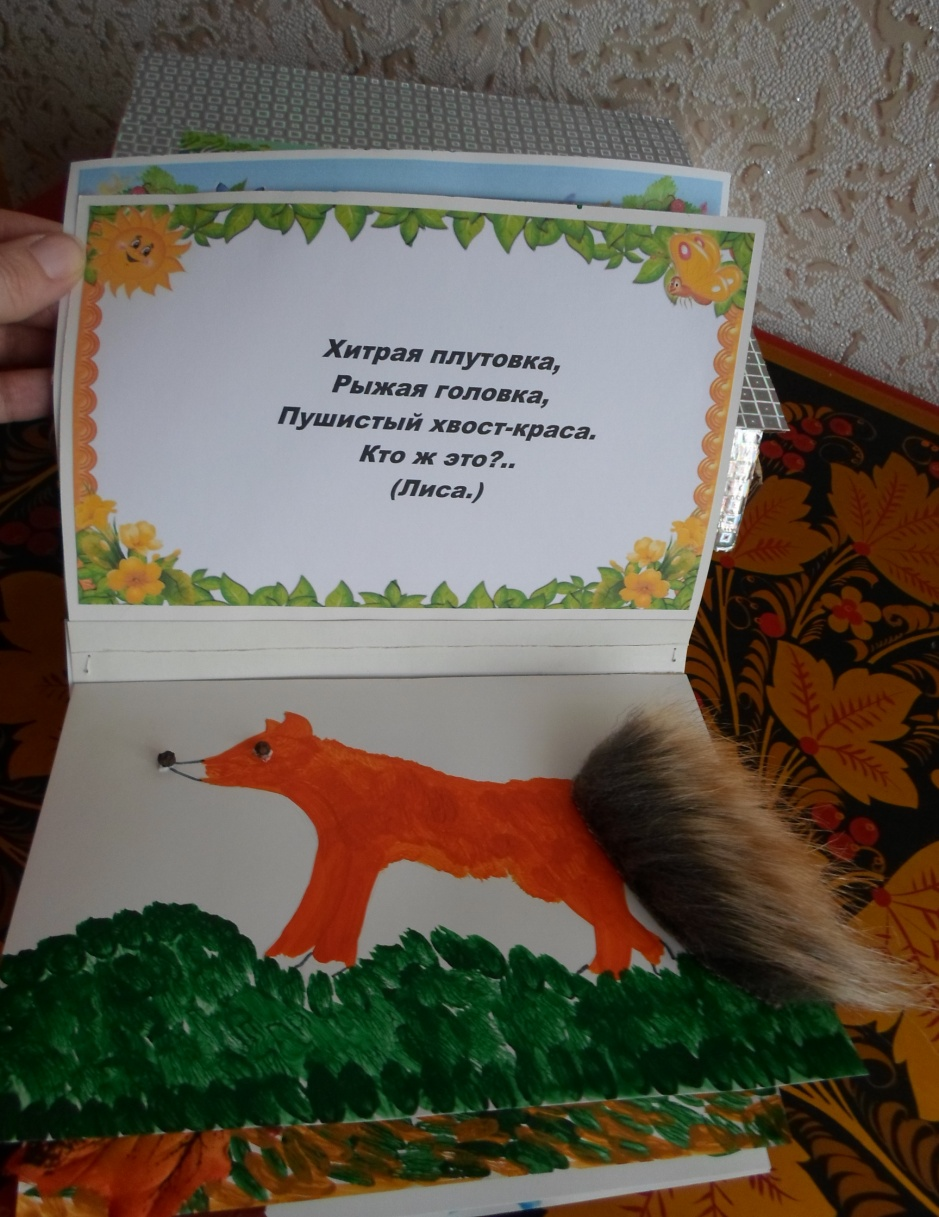 Хитрая плутовка,
Рыжая головка,
Пушистый хвост-краса.
Кто ж это?..
(Лиса.)